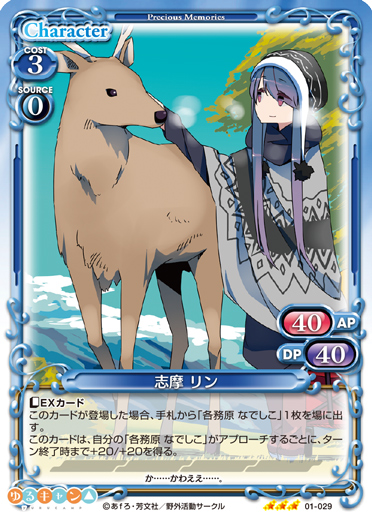 Precious Memories
Character
COST
3
SOURCE
0
40 AP
DP 40
志摩 リン
EXカード
このカードが登場した場合、手札から「各務原 なでしこ」1枚を場に出
す。
このカードは、自分の「各務原 なでしこ」がアプローチするごとに、ター
ン終了時まで+20/+20を得る。
か……かわええ……。
ゆるキャン△
©あfろ・芳文社／野外活動サークル
★★★ 01-029